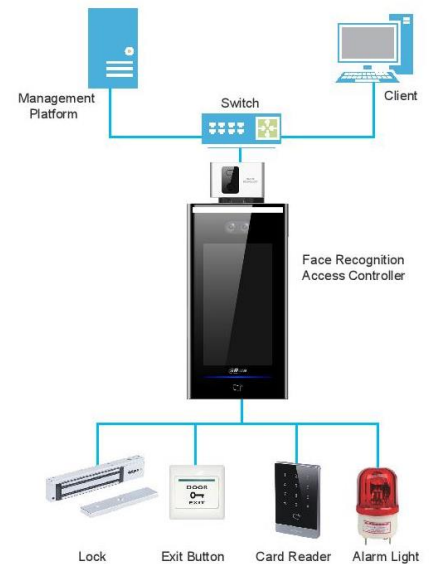 Management
Platform
Switch
Client
Face Recognition
Access Controller
DOOR
EXIT
Lock
Exit Button
Card Reader
Alarm Light